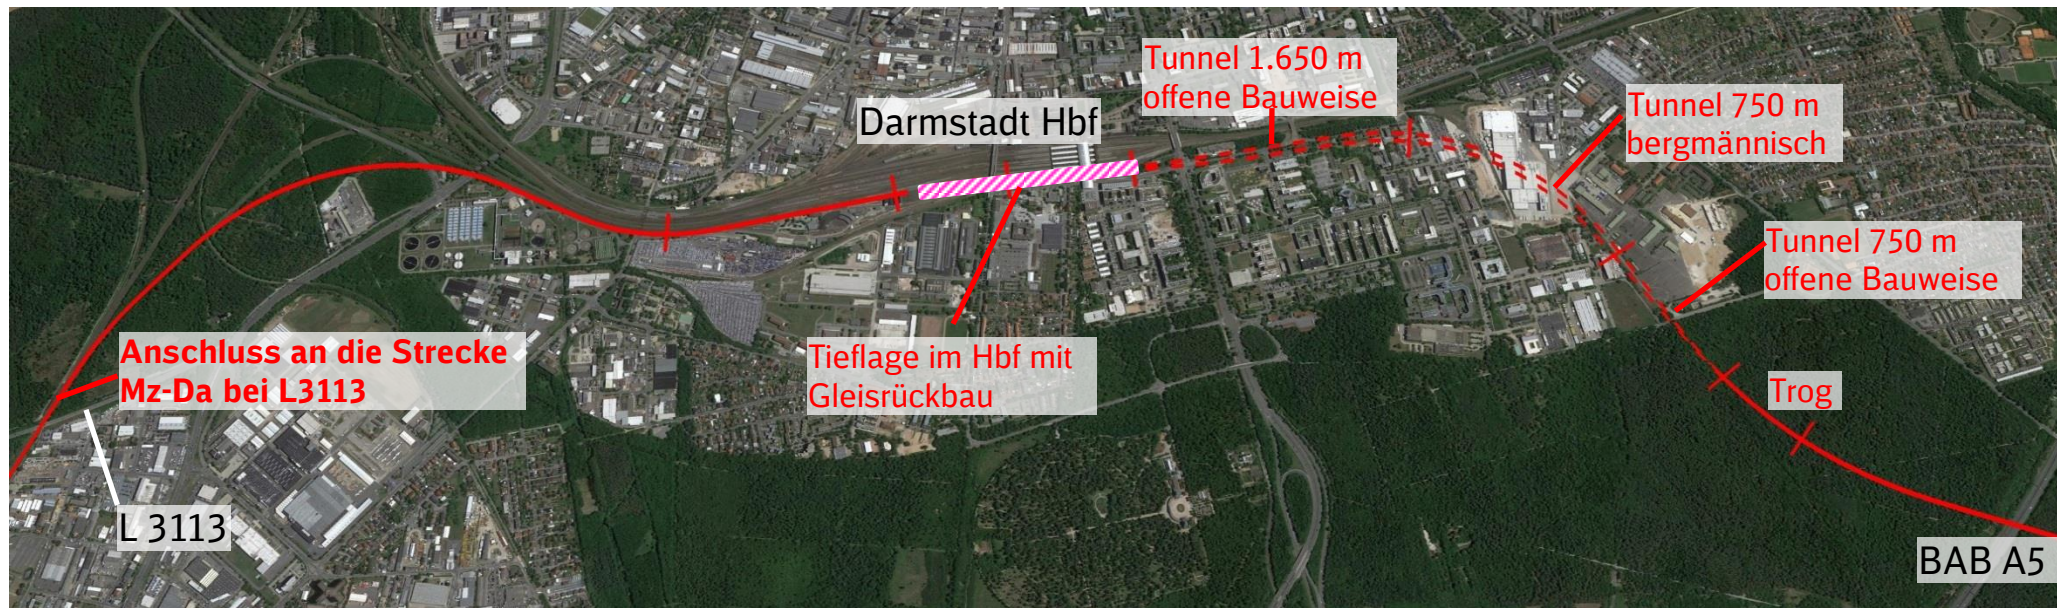 Tunnel 1.650 m
offene Bauweise
Darmstadt Hbf
Tunnel 750 m
bergmännisch
Tunnel 750 m
offene Bauweise
Anschluss an die Strecke
Mz-Da bei L3113
Tieflage im Hbf mit
Gleisrückbau
Trog
L 3113
BAB A5